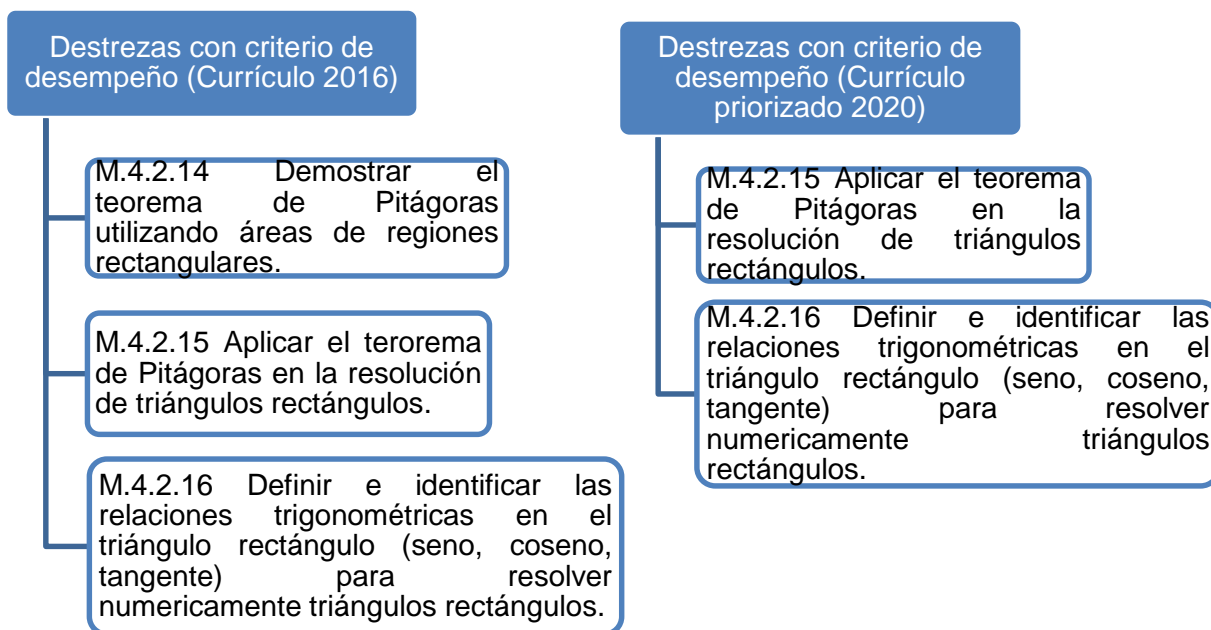 Destrezas con criterio de
desempeño (Currículo 2016)
M.4.2.14 Demostrar el
teorema de Pitágoras
utilizando áreas de regiones
rectangulares.
M.4.2.15 Aplicar el terorema
de Pitágoras en la resolución
de triángulos rectángulos.
M.4.2.16 Definir e identificar las
relaciones trigonométricas en el
triángulo rectángulo (seno, coseno,
tangente) para resolver
numericamente triángulos rectángulos.
Destrezas con criterio de
desempeño (Currículo
priorizado 2020)
M.4.2.15 Aplicar el teorema
de Pitágoras en la
resolución de triángulos
rectángulos.
M.4.2.16 Definir e identificar las
relaciones trigonométricas en el
triángulo rectángulo (seno, coseno,
tangente) para resolver
numericamente triángulos
rectángulos.